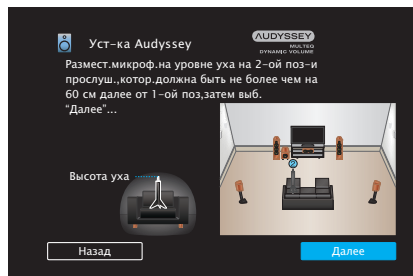 Уст-ка Audyssey
AUDYSSEY
MULTEQ
DYNAMIC VOLUME
Размест.микроф.на уровне уха на 2-ой поз-и
прослуш.,котор.должна быть не более чем на
60 см далее от 1-ой поз,затем выб.
“Далее”...
Высота уха
Назад
Далее